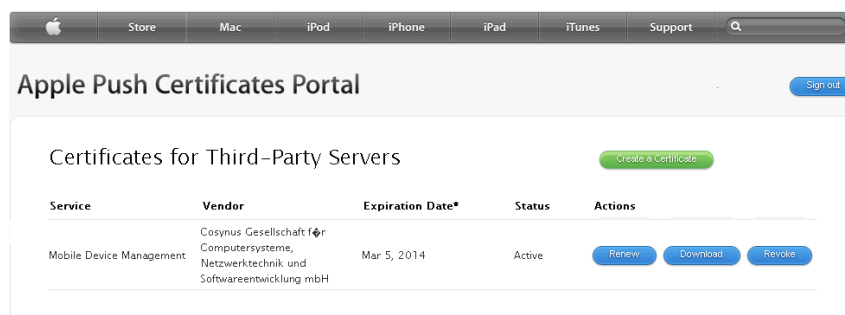 Store Mac iPod iPhone iPad iTunes Support
Apple Push Certificates Portal
Sign out
Certificates for Third-Party Servers
Create a Certificate
Service Vendor Expiration Date* Status Actions
Cosynus Gesellschaft f�r
Computersysteme,
Netzwerktechnik und
Softwareentwicklung mbH
Mobile Device Management Mar 5, 2014 Active Renew Download Revoke